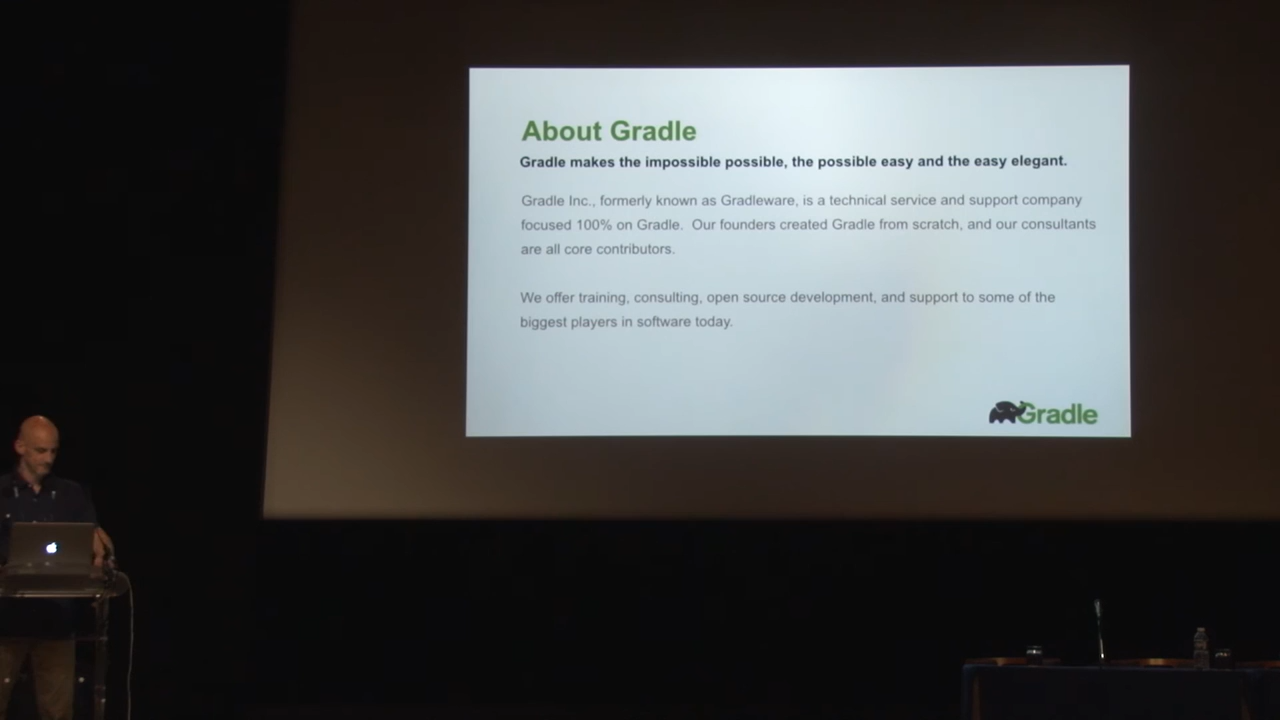 About Gradle
Gradle makes the impossible possible, the possible easy and the easy elegant.
Gradle Inc., formerly known as Gradleware, is a technical service and support company
focused 100% on Gradle.  Our founders created Gradle from scratch, and our consultants
are all core contributors.
We offer training, consulting, open source development, and support to some of the
biggest players in software today.
Gradle